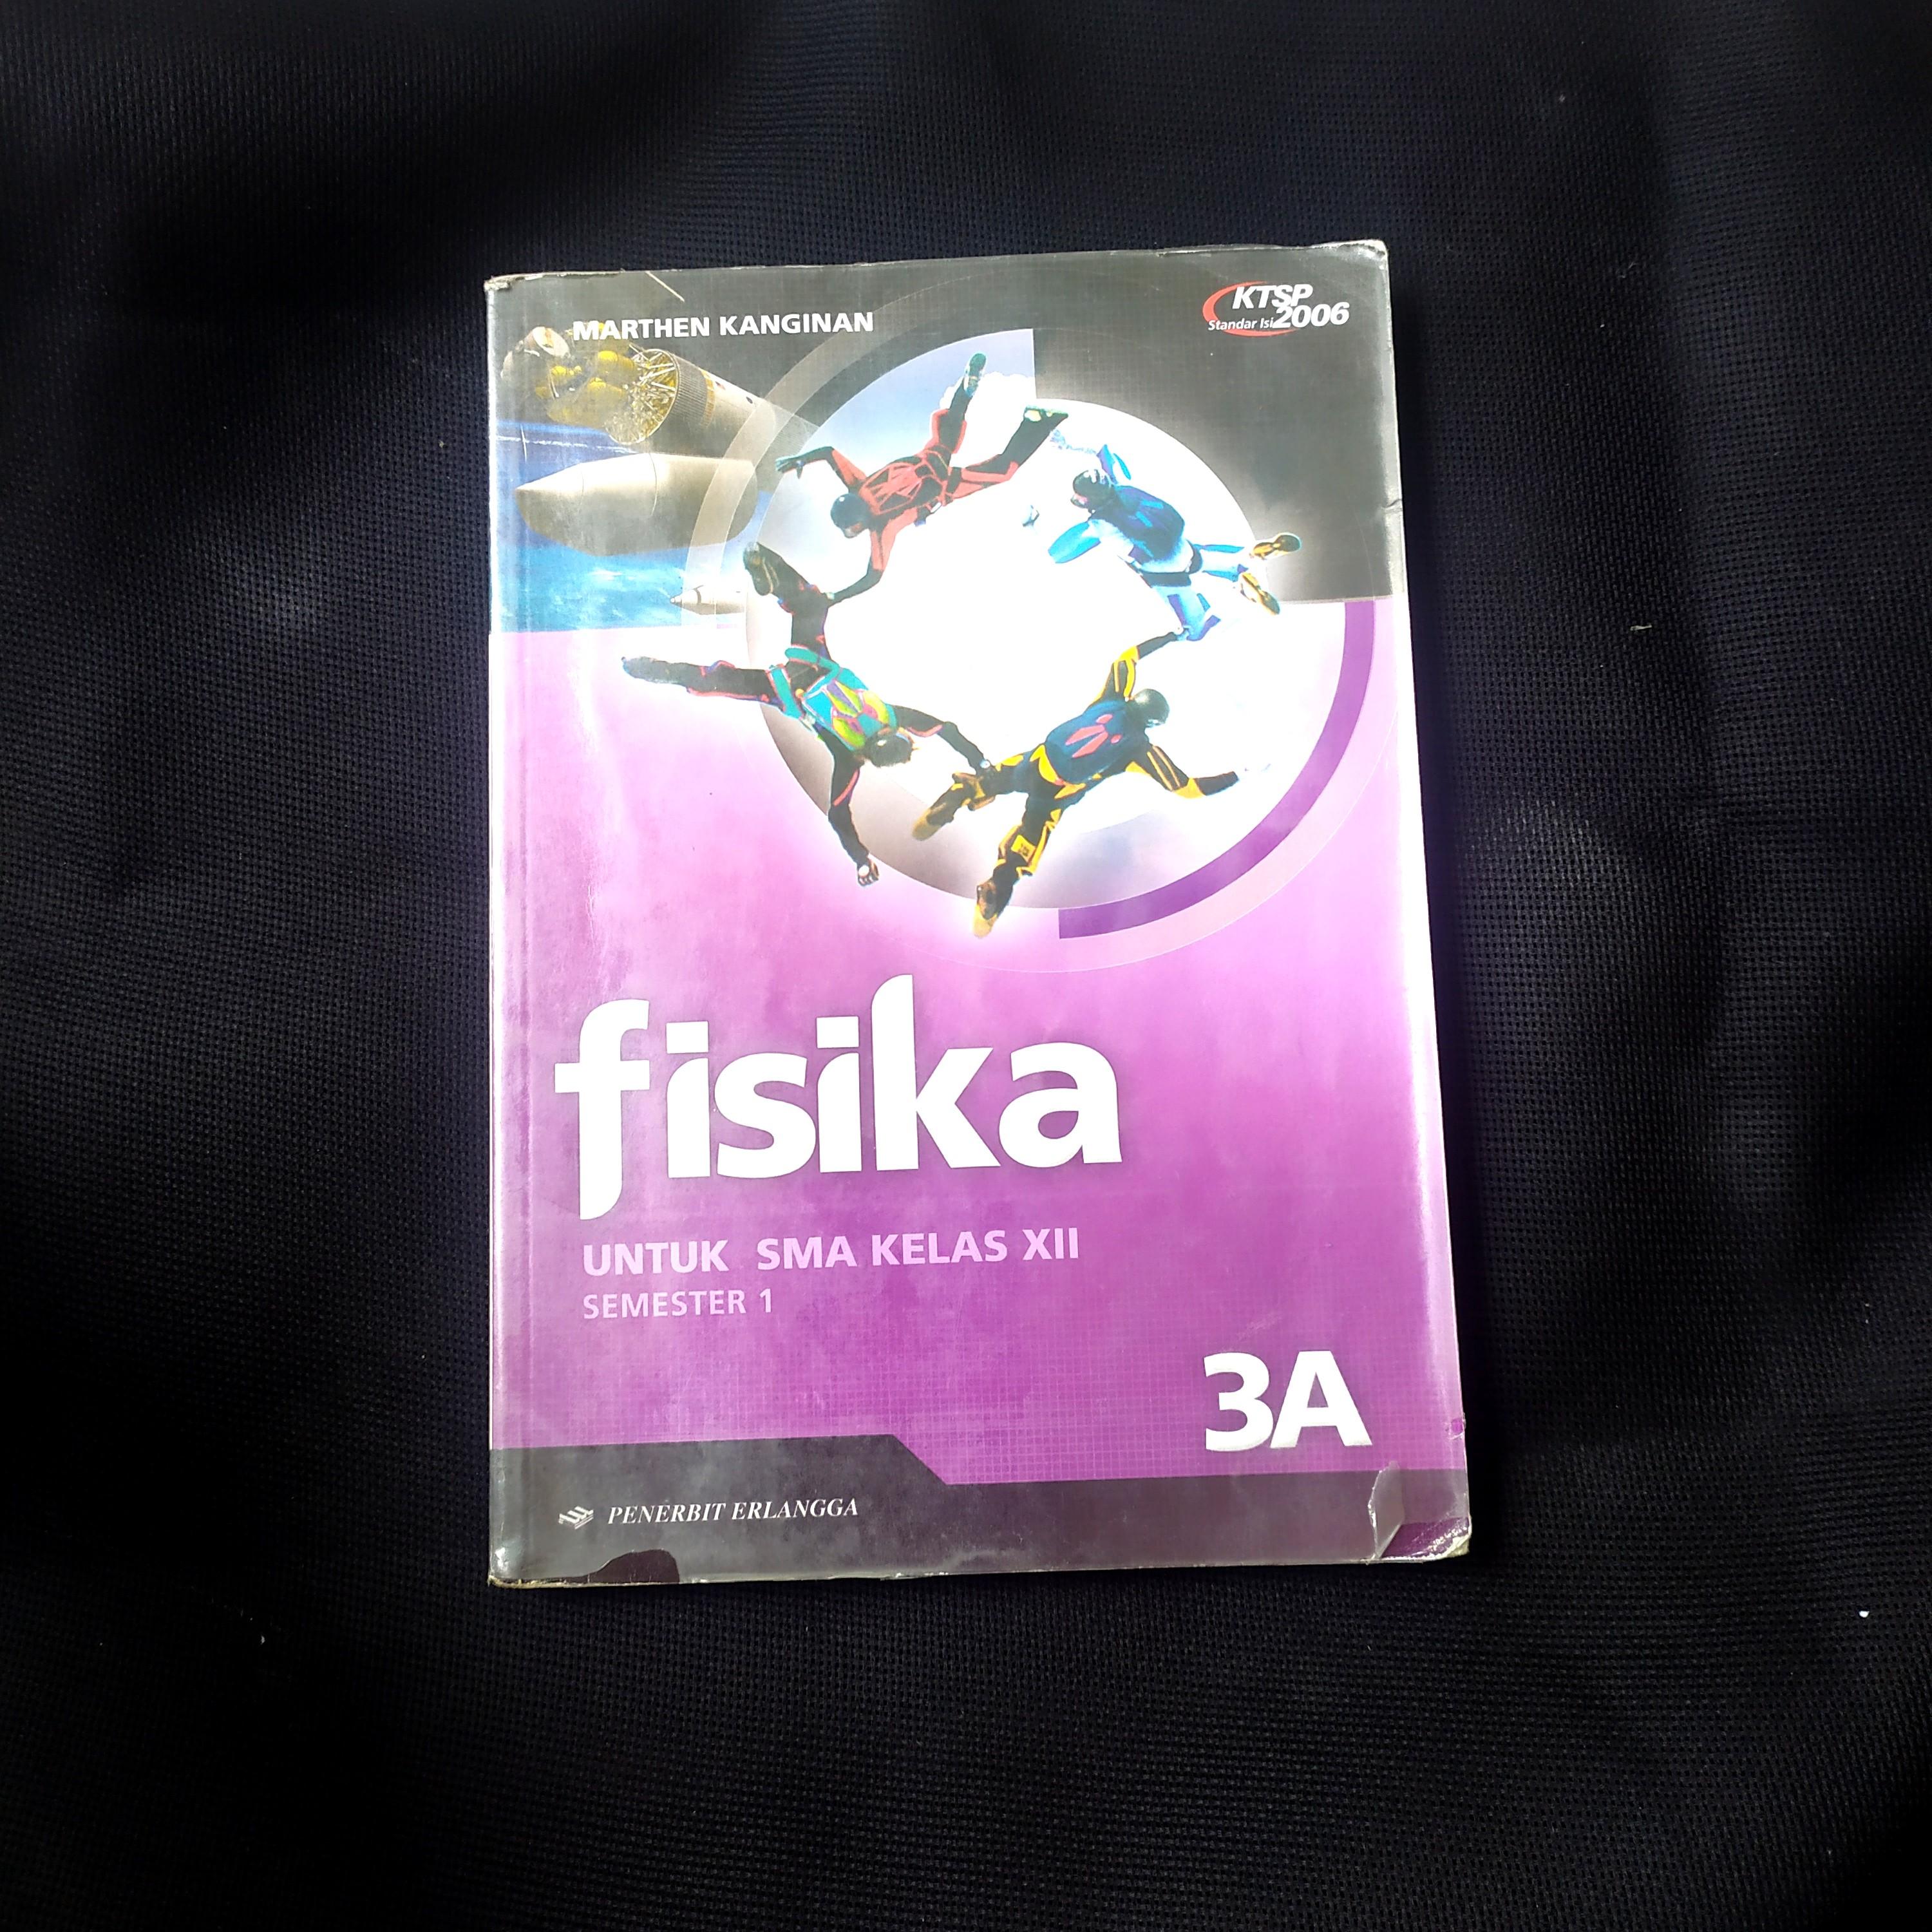 MARTHEN KANGINAN
KTSP
Standar Isi 2006
fisika
UNTUK SMA KELAS XII
SEMESTER 1
3A
PENERBIT ERLANGGA